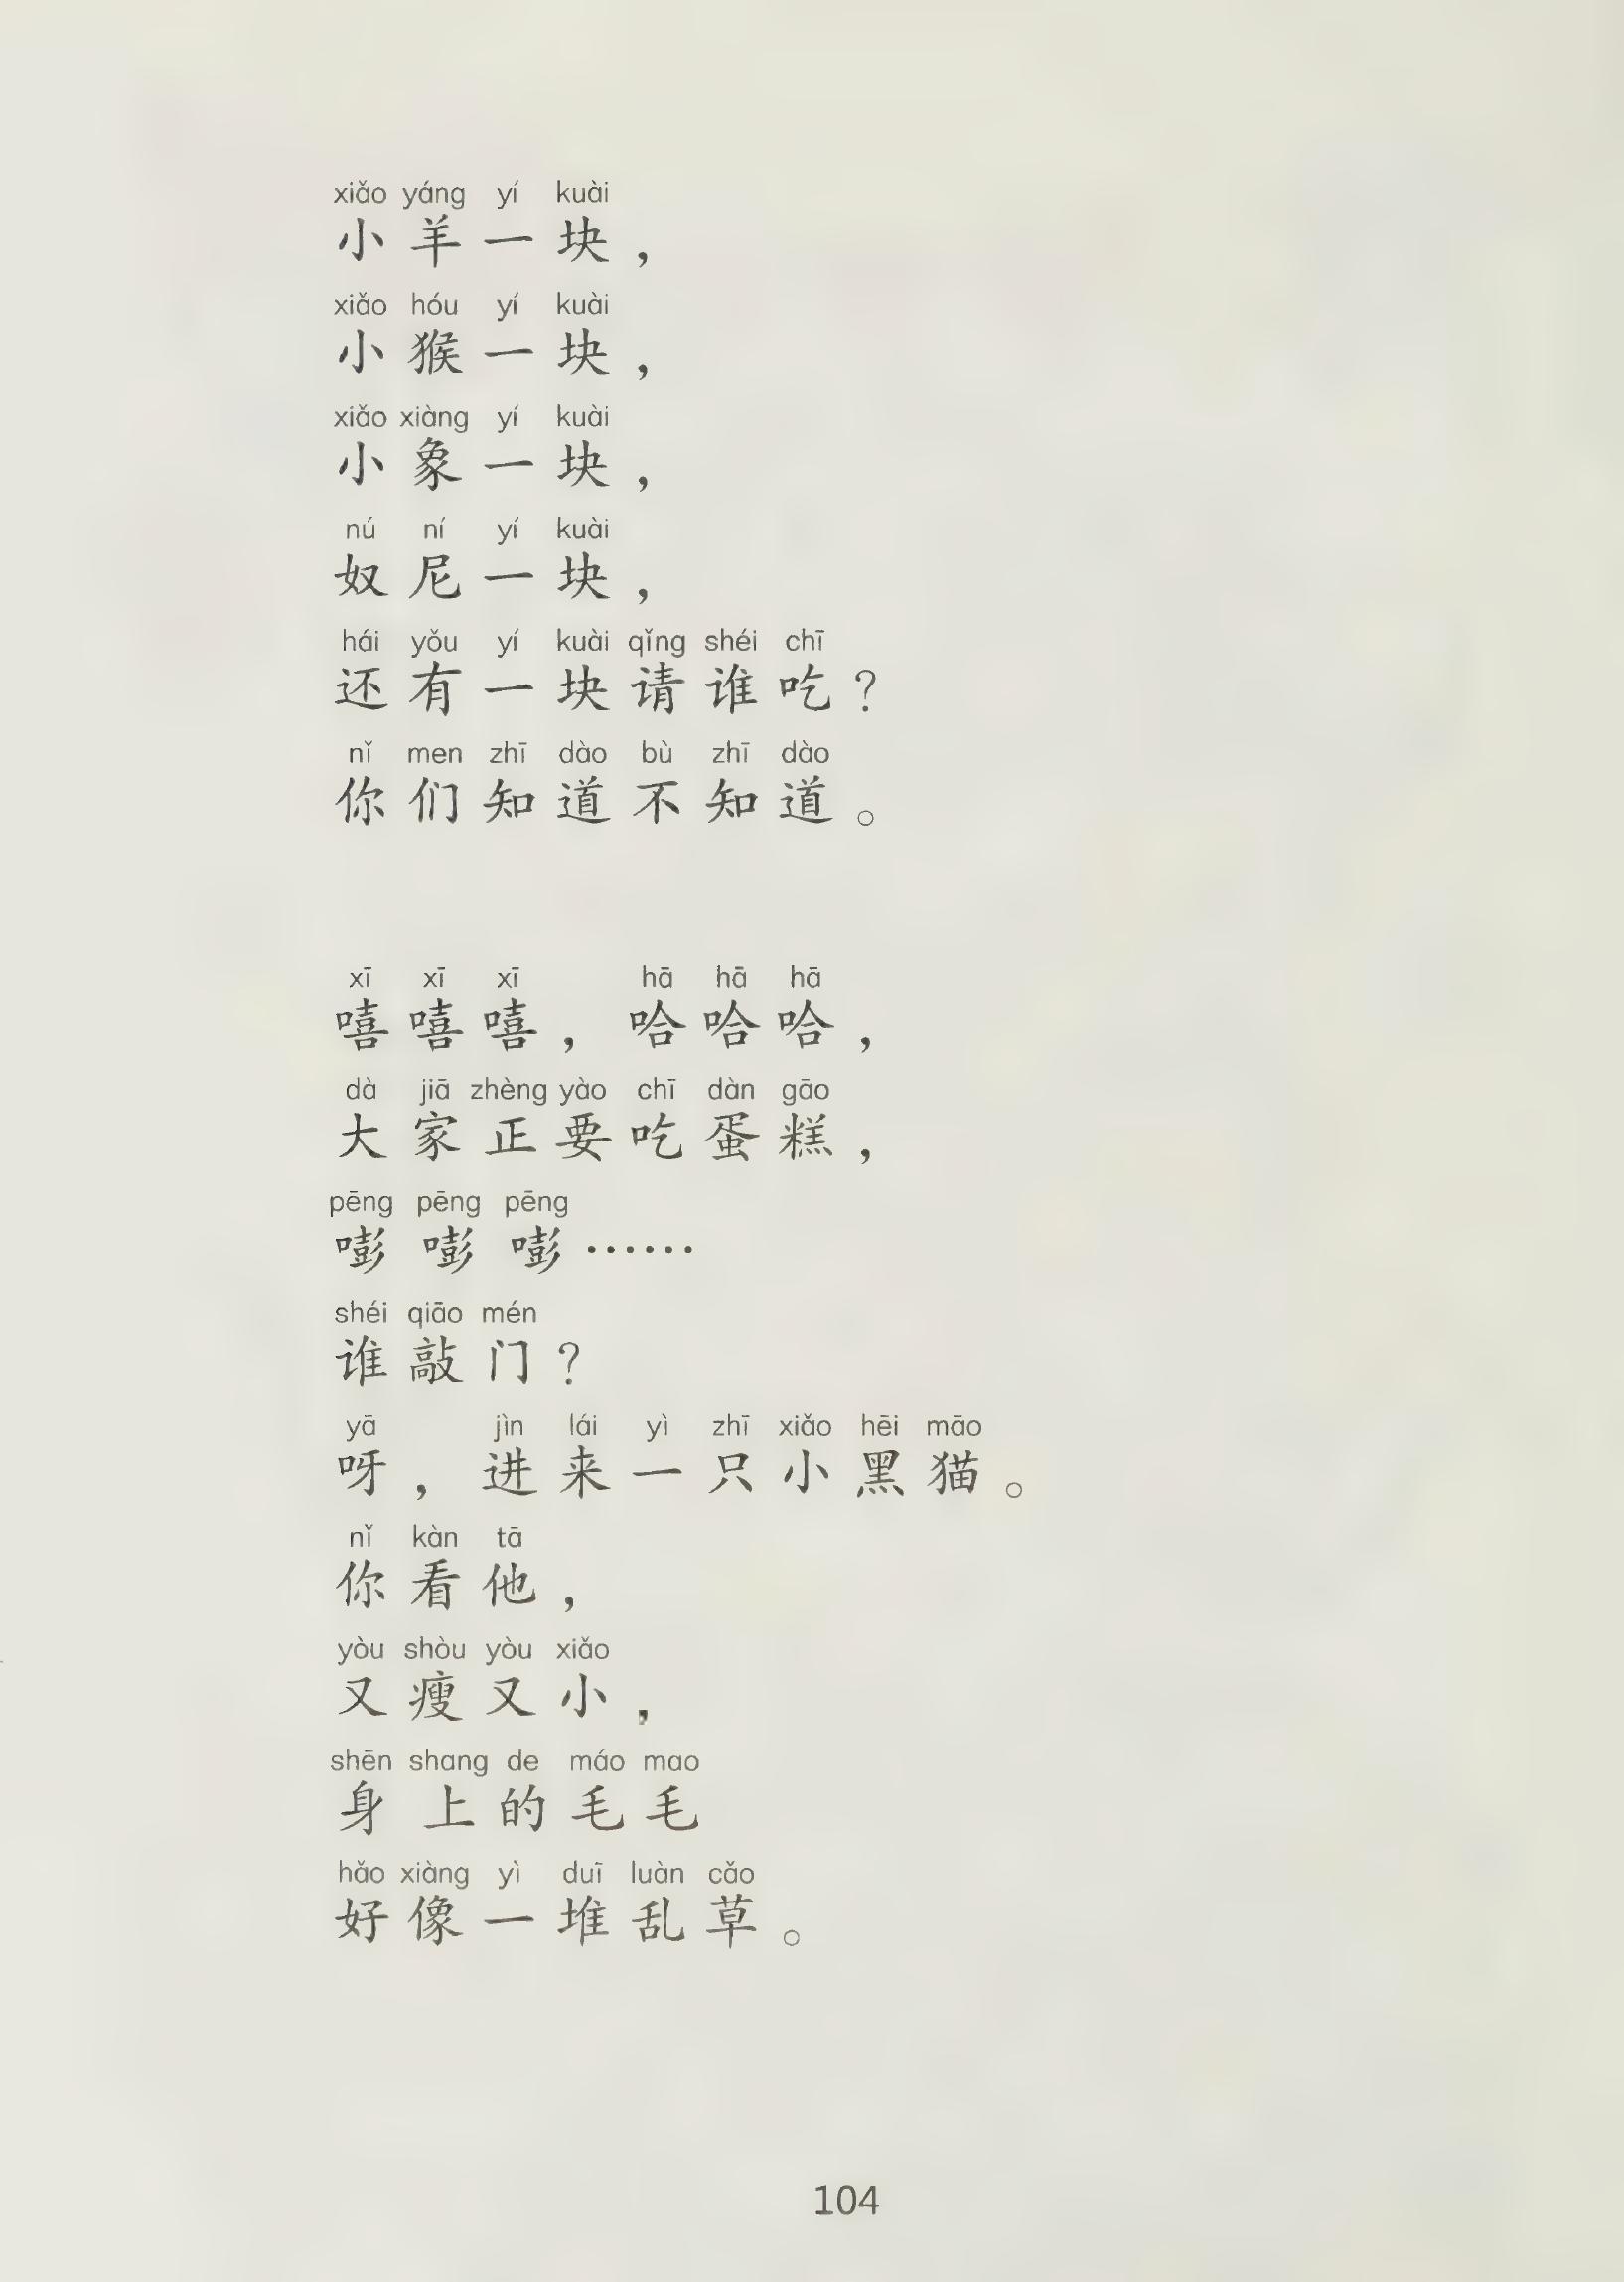 xiǎo yáng yí kuài
小羊一块，
xiǎo hóu yí kuài
小猴一块，
xiǎo xiàng yí kuài
小象一块，
nú ní yí kuài
奴尼一块，
hái yǒu yí kuài qǐng shéi chī
还有一块请谁吃？
nǐ men zhī dào bù zhī dào
你们知道不知道。
xī xī xī hā hā hā
嘻嘻嘻，哈哈哈，
dà jiā zhèng yào chī dàn gāo
大家正要吃蛋糕，
pēng pēng pēng
嘭嘭嘭……
shéi qiāo mén
谁敲门？
yā jìn lái yì zhī xiǎo hēi māo
呀，进来一只小黑猫。
nǐ kàn tā
你看他，
yòu shòu yòu xiǎo
又瘦又小，
shēn shang de máo mao
身上的毛毛
hǎo xiàng yì duī luàn cǎo
好像一堆乱草。
104